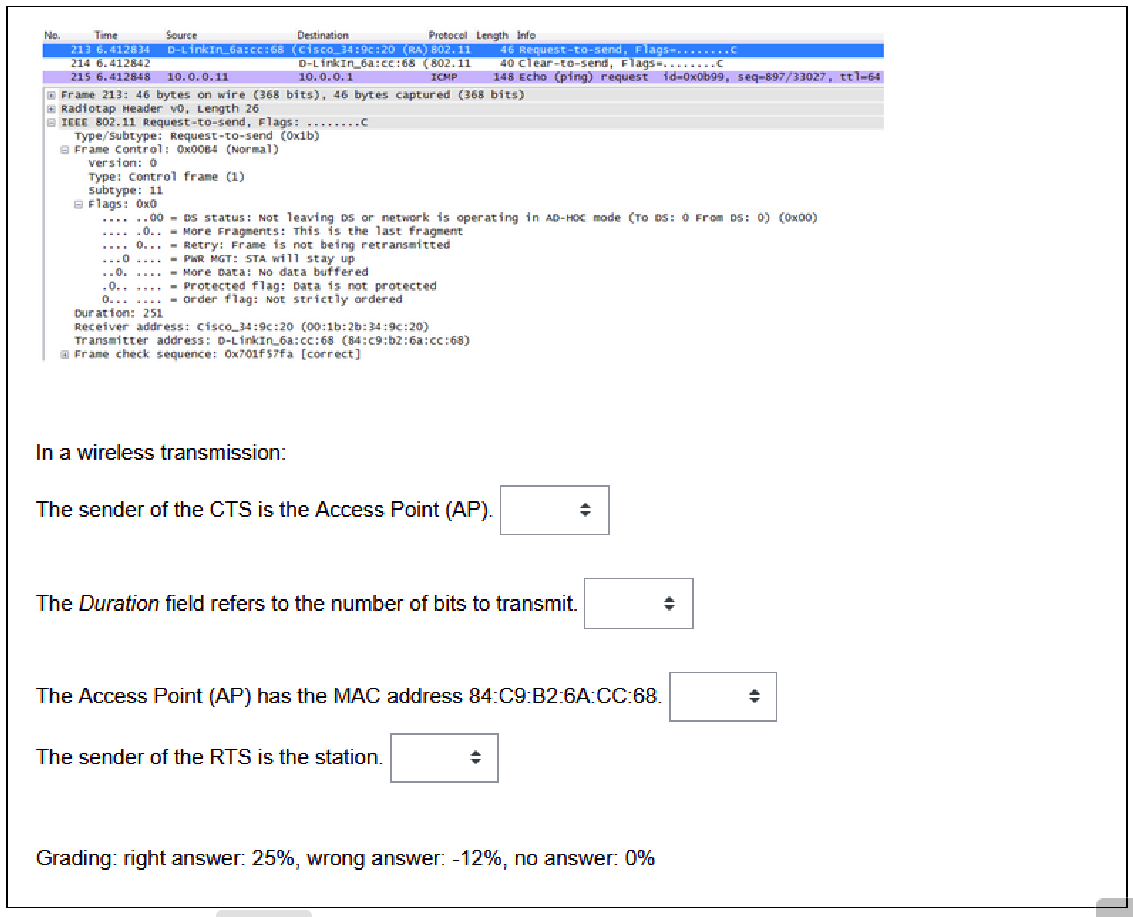 No. Time Source Destination Protocol Length Info
213 6.412834 D-LinkIn_6a:cc:68 (Cisco_34:9c:20 (RA) 802.11 46 Request-to-send, Flags=........C
214 6.412842 D-LinkIn_6a:cc:68 (802.11 40 Clear-to-send, Flags=........C
215 6.412848 10.0.0.11 10.0.0.1 ICMP 148 Echo (ping) request id=0x0b99, seq=897/33027, ttl=64
Frame 213: 46 bytes on wire (368 bits), 46 bytes captured (368 bits)
Radiotap Header v0, Length 26
IEEE 802.11 Request-to-send, Flags: ........C
Type/Subtype: Request-to-send (0x1b)
Frame Control: 0x00B4 (Normal)
Version: 0
Type: Control frame (1)
Subtype: 11
Flags: 0x0
.... ..00 = DS status: Not leaving DS or network is operating in AD-HOC mode (To DS: 0 From DS: 0) (0x00)
.... .0.. = More Fragments: This is the last fragment
.... 0... = Retry: Frame is not being retransmitted
...0 .... = PWR MGT: STA will stay up
..0. .... = More Data: No data buffered
.0.. .... = Protected flag: Data is not protected
0... .... = Order flag: Not strictly ordered
Duration: 251
Receiver address: Cisco_34:9c:20 (00:1b:2b:34:9c:20)
Transmitter address: D-LinkIn_6a:cc:68 (84:c9:b2:6a:cc:68)
Frame check sequence: 0x701f57fa [correct]
In a wireless transmission:
The sender of the CTS is the Access Point (AP).
The Duration field refers to the number of bits to transmit.
The Access Point (AP) has the MAC address 84:C9:B2:6A:CC:68.
The sender of the RTS is the station.
Grading: right answer: 25%, wrong answer: -12%, no answer: 0%